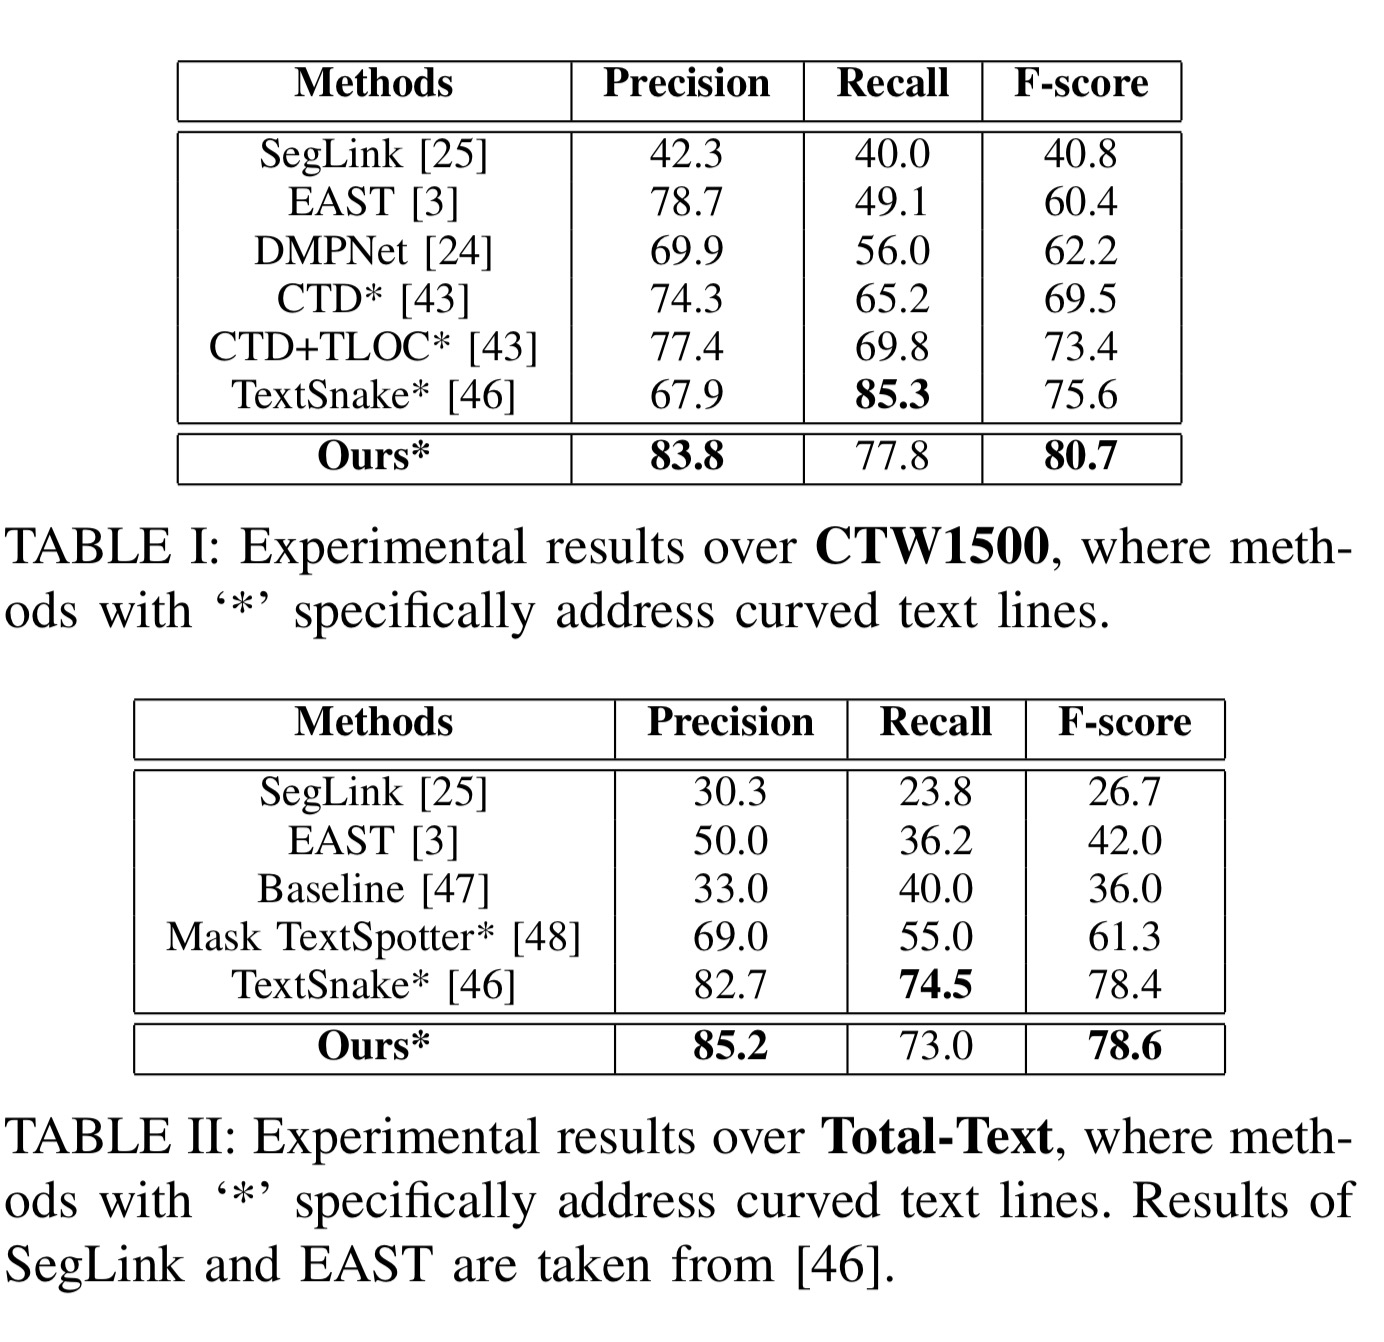 Methods Precision Recall F-score
SegLink [25] 42.3 40.0 40.8
EAST [3] 78.7 49.1 60.4
DMPNet [24] 69.9 56.0 62.2
CTD* [43] 74.3 65.2 69.5
CTD+TLOC* [43] 77.4 69.8 73.4
TextSnake* [46] 67.9 85.3 75.6
Ours* 83.8 77.8 80.7
TABLE I: Experimental results over CTW1500, where meth-
ods with ‘*’ specifically address curved text lines.
Methods Precision Recall F-score
SegLink [25] 30.3 23.8 26.7
EAST [3] 50.0 36.2 42.0
Baseline [47] 33.0 40.0 36.0
Mask TextSpotter* [48] 69.0 55.0 61.3
TextSnake* [46] 82.7 74.5 78.4
Ours* 85.2 73.0 78.6
TABLE II: Experimental results over Total-Text, where meth-
ods with ‘*’ specifically address curved text lines. Results of
SegLink and EAST are taken from [46].